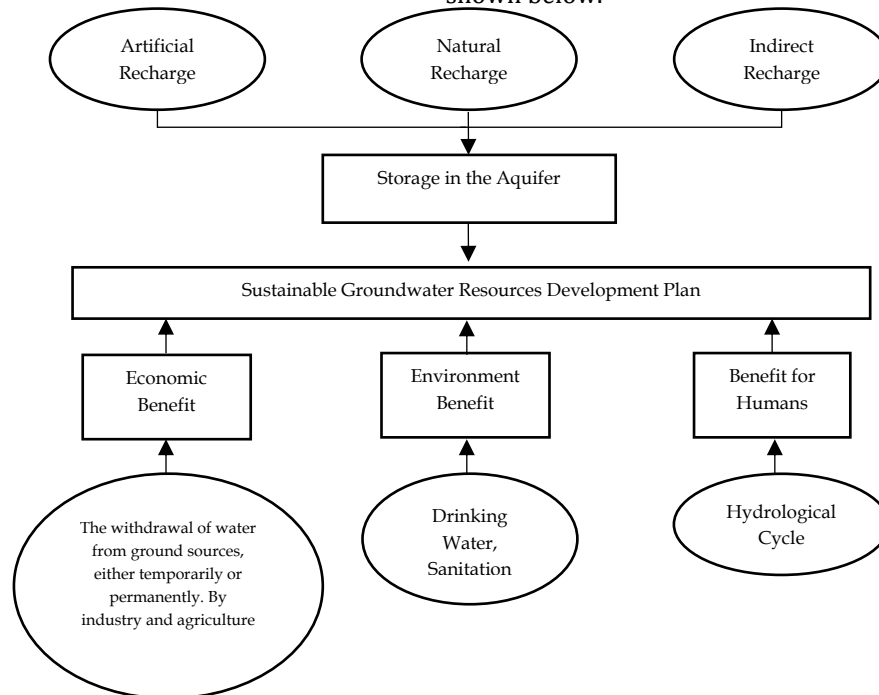 shown below.
Artificial
Recharge
Natural
Recharge
Indirect
Recharge
Storage in the Aquifer
Sustainable Groundwater Resources Development Plan
Economic
Benefit
Environment
Benefit
Benefit for
Humans
The withdrawal of water
from ground sources,
either temporarily or
permanently. By
industry and agriculture
Drinking
Water,
Sanitation
Hydrological
Cycle